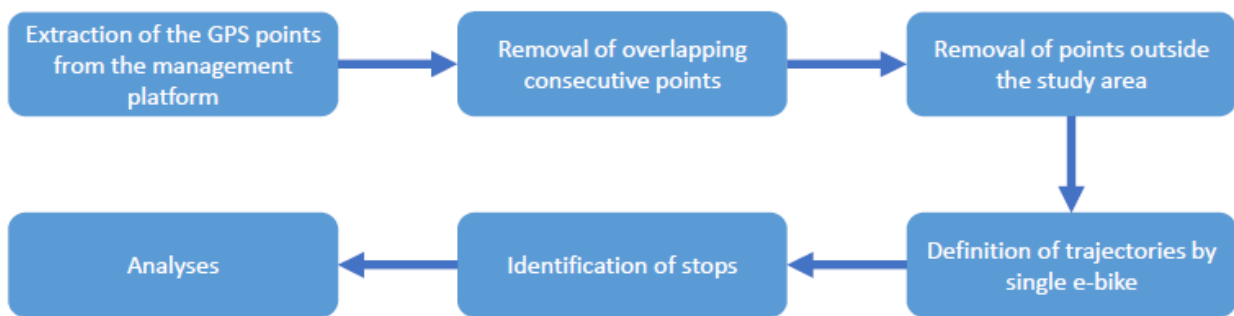 Extraction of the GPS points
from the management
platform
Removal of overlapping
consecutive points
Removal of points outside
the study area
Definition of trajectories by
single e-bike
Identification of stops
Analyses